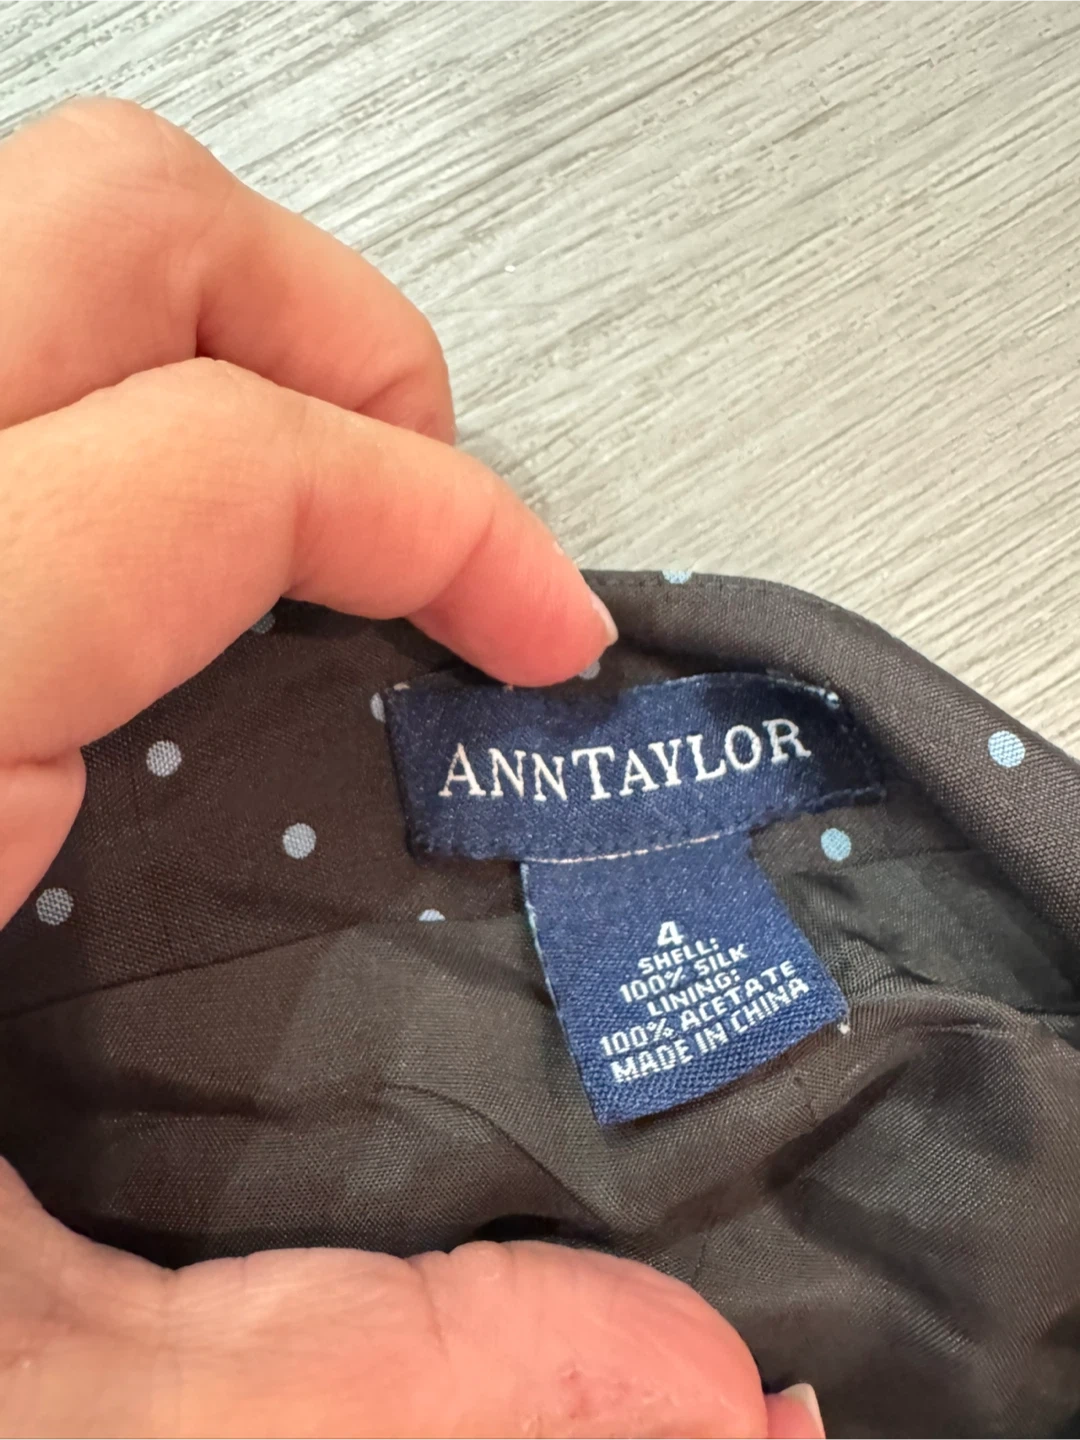 ANNTAYLOR
4
SHELL:
100% SILK
LINING:
100% ACETATE
MADE IN CHINA